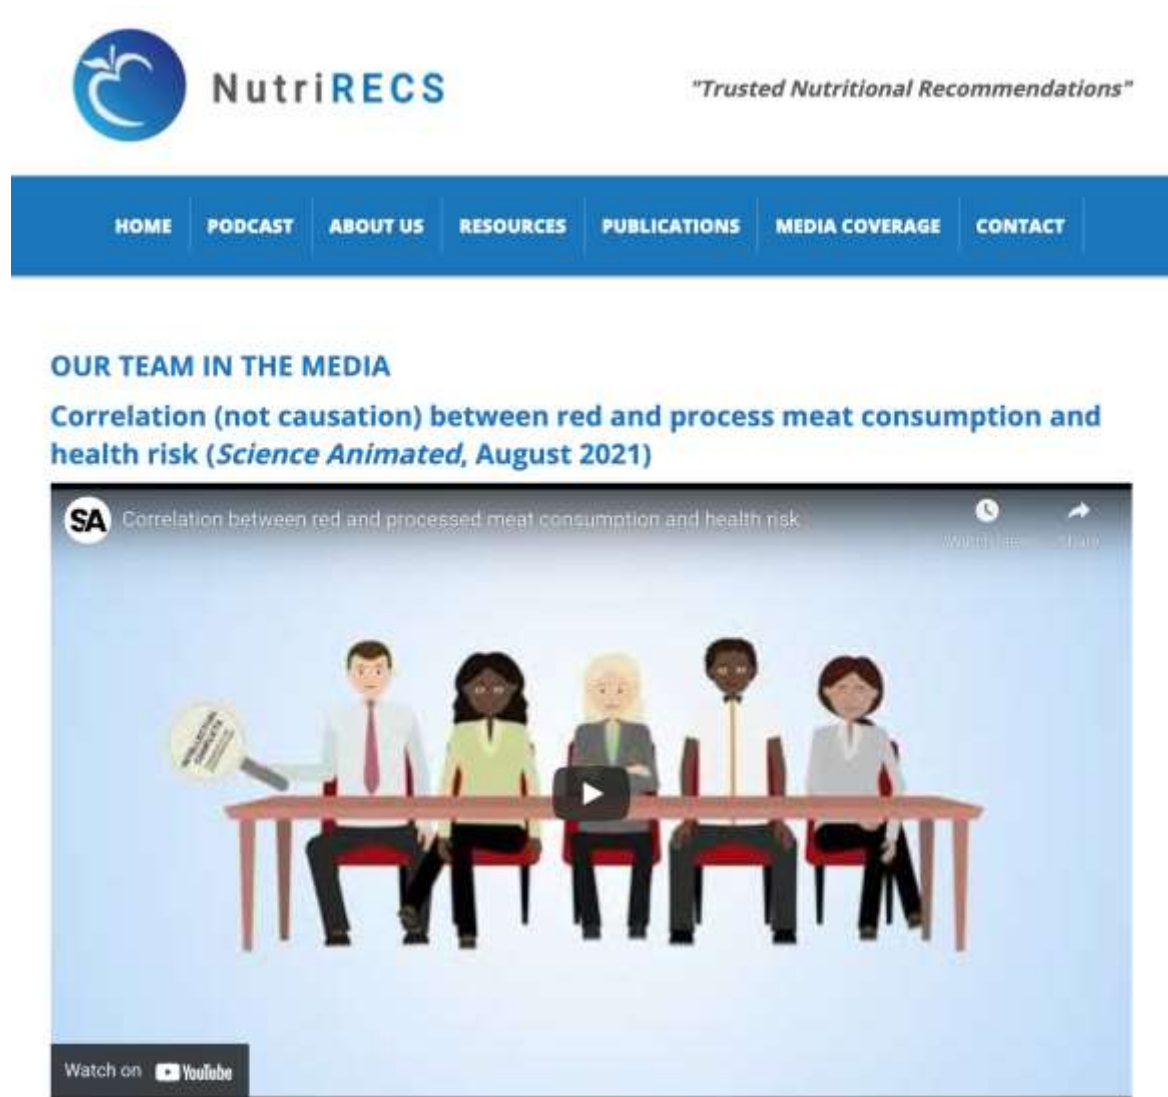 NutriRECS
"Trusted Nutritional Recommendations"
HOME PODCAST ABOUT US RESOURCES PUBLICATIONS MEDIA COVERAGE CONTACT
OUR TEAM IN THE MEDIA
Correlation (not causation) between red and process meat consumption and
health risk (Science Animated, August 2021)
SA Correlation between red and processed meat consumption and health risk
Share
Watch on YouTube